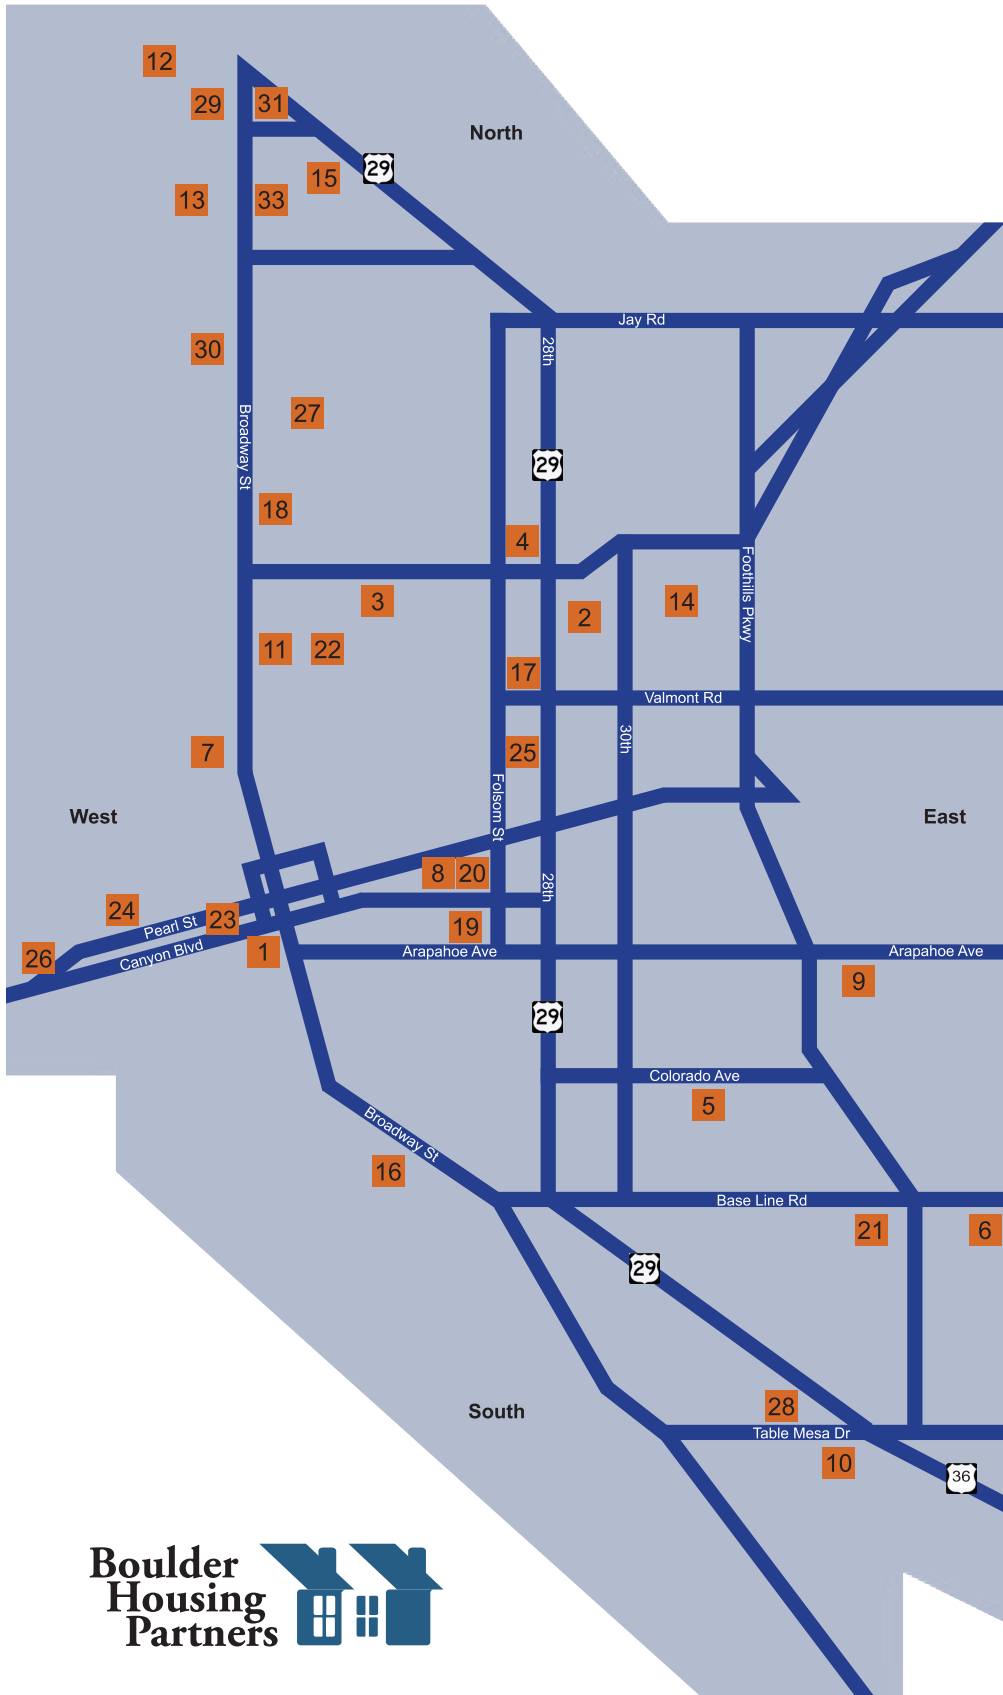 12
29
31
North
29
15
13
33
Jay Rd
28th
30
27
Broadway St
29
18
4
Foothills Pkwy
3
14
2
11
22
17
Valmont Rd
30th
7
25
Folsom St
West
East
8
20
28th
24
23
Pearl St
19
Canyon Blvd
26
1
Arapahoe Ave
Arapahoe Ave
9
29
Colorado Ave
5
Broadway St
16
Base Line Rd
21
6
29
28
South
Table Mesa Dr
10
36
Boulder
Housing
Partners